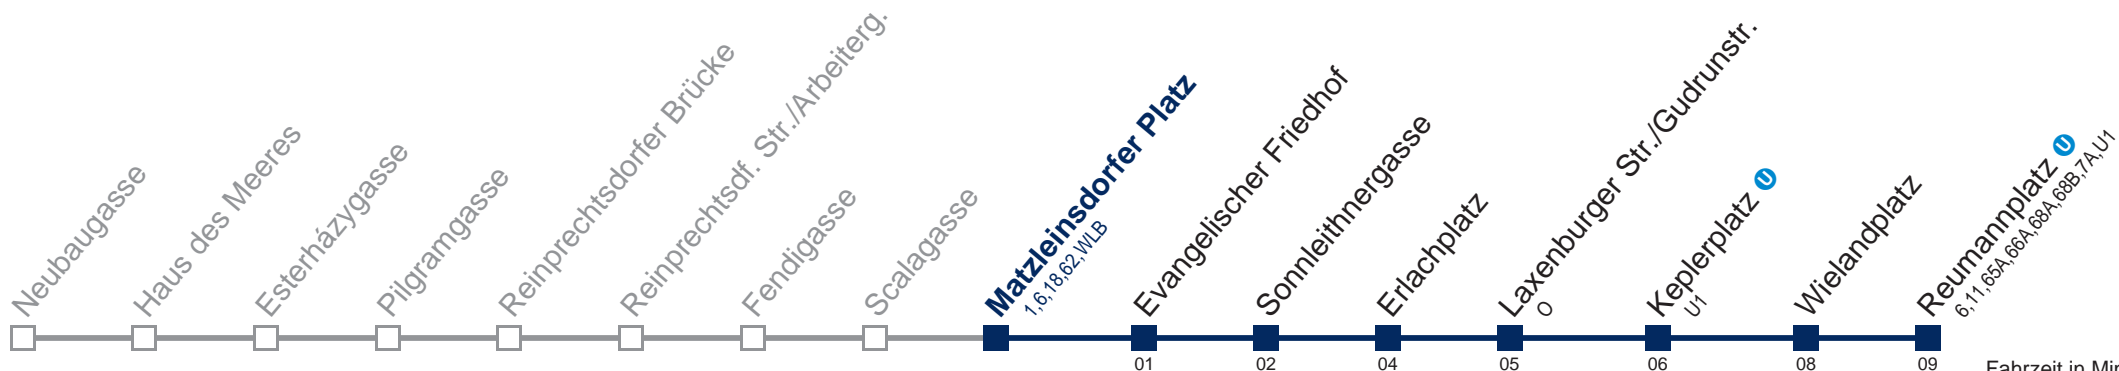 Neubaugasse
Haus des Meeres
Esterházygasse
Pilgramgasse
Reinprechtsdorfer Brücke
Reinprechtsdf. Str./Arbeiterg.
Fendigasse
Scalagasse
Matzleinsdorfer Platz
1,6,18,62,WLB
Evangelischer Friedhof
Sonnleithnergasse
Erlachplatz
Laxenburger Str./Gudrunstr.
O
Keplerplatz U
U1
Wielandplatz
Reumannplatz U
6,11,65A,66A,68A,68B,7A,U1
01 02 04 05 06 08 09
Fahrzeit in